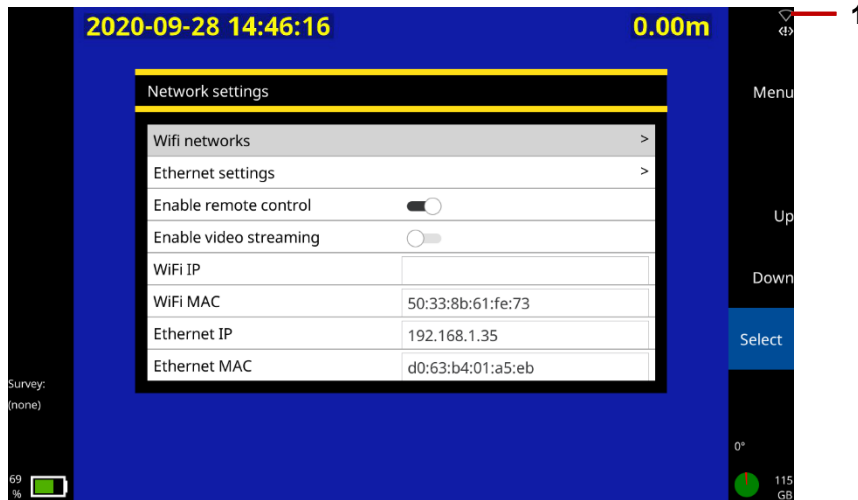 2020-09-28 14:46:16
0.00m
1
Network settings
Menu
Wifi networks >
Ethernet settings >
Enable remote control
Up
Enable video streaming
WiFi IP
Down
WiFi MAC 50:33:8b:61:fe:73
Ethernet IP 192.168.1.35
Select
Ethernet MAC d0:63:b4:01:a5:eb
Survey:
(none)
0°
69
%
115
GB